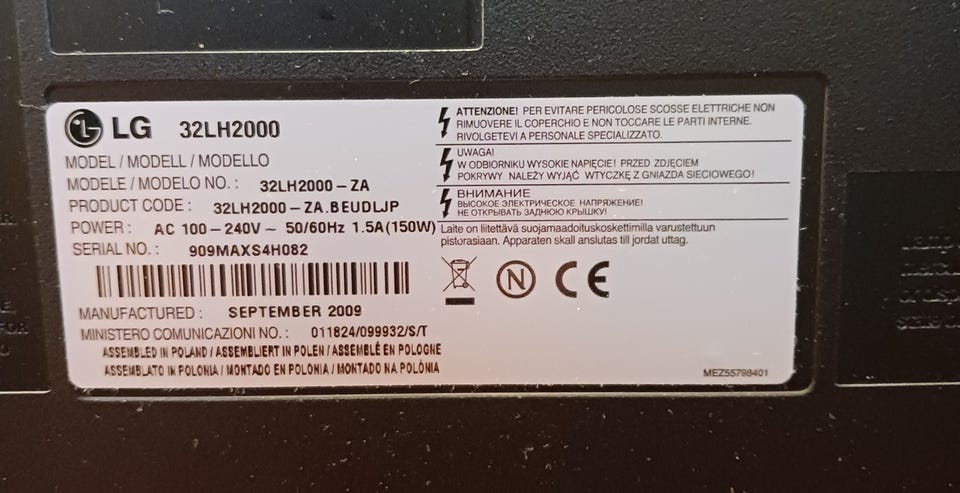 LG 32LH2000
MODEL / MODELL / MODELLO
MODELE / MODELO NO. : 32LH2000-ZA
PRODUCT CODE : 32LH2000-ZA.BEUDLJP
POWER : AC 100-240V ~ 50/60Hz 1.5A(150W)
SERIAL NO. : 909MAXS4H082
MANUFACTURED : SEPTEMBER 2009
MINISTERO COMUNICAZIONI NO. : 011824/099932/S/T
ASSEMBLED IN POLAND / ASSEMBLIERT IN POLEN / ASSEMBLÉ EN POLOGNE
ASSEMBLATO IN POLONIA / MONTADO EN POLONIA / MONTADO NA POLÔNIA
ATTENZIONE! PER EVITARE PERICOLOSE SCOSSE ELETTRICHE NON
RIMUOVERE IL COPERCHIO E NON TOCCARE LE PARTI INTERNE.
RIVOLGETEVI A PERSONALE SPECIALIZZATO.
UWAGA!
W ODBIORNIKU WYSOKIE NAPIĘCIE! PRZED ZDJĘCIEM
POKRYWY NALEŻY WYJĄĆ WTYCZKĘ Z GNIAZDA SIECIOWEGO!
ВНИМАНИЕ
ВЫСОКОЕ ЭЛЕКТРИЧЕСКОЕ НАПРЯЖЕНИЕ!
НЕ ОТКРЫВАТЬ ЗАДНЮЮ КРЫШКУ!
Laite on liitettävä suojamaadoituskoskettimilla varustettuun
pistorasiaan. Apparaten skall anslutas till jordat uttag.
N CE
MEZ55798401